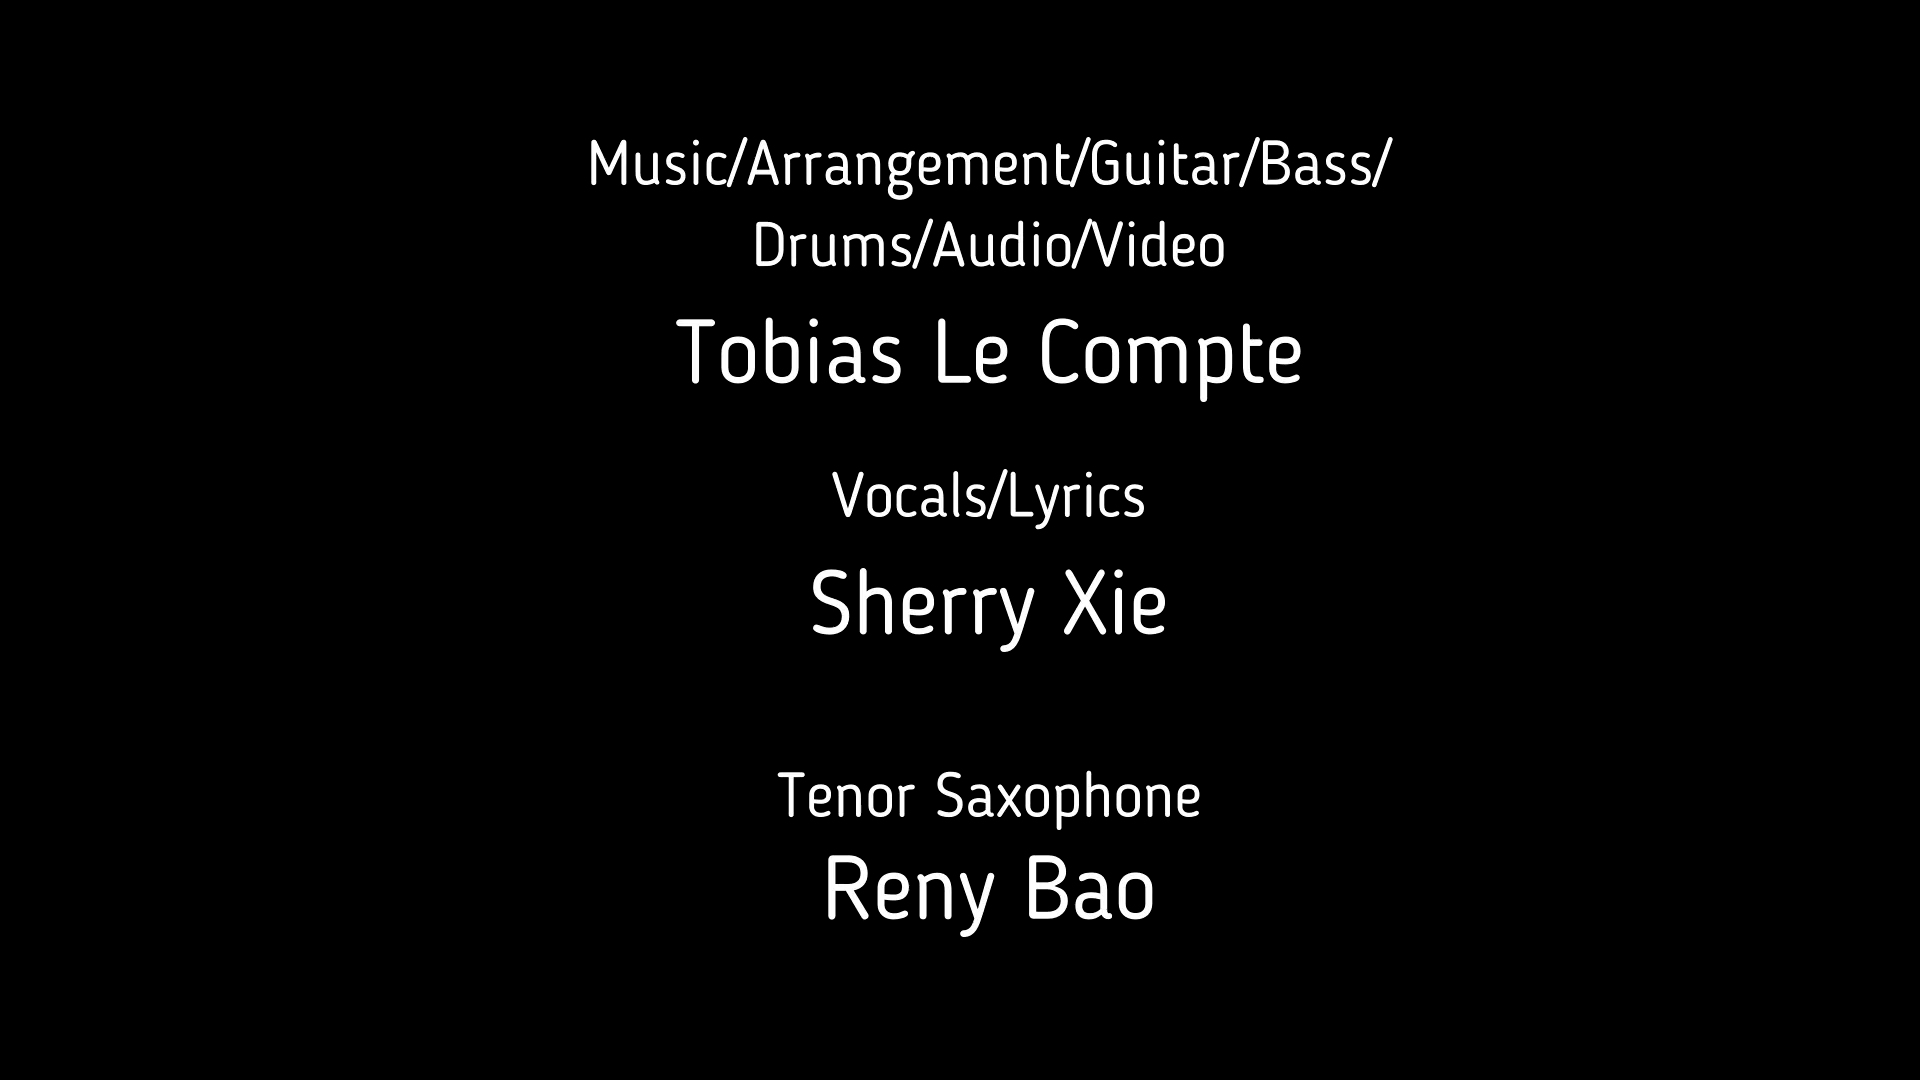 Music/Arrangement/Guitar/Bass/
Drums/Audio/Video
Tobias Le Compte
Vocals/Lyrics
Sherry Xie
Tenor Saxophone
Reny Bao